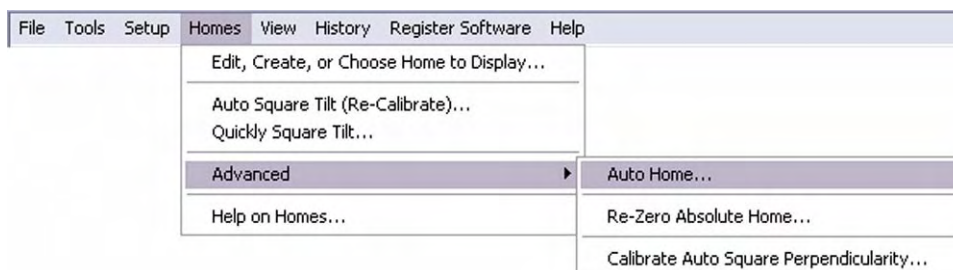 File Tools Setup Homes View History Register Software Help
Edit, Create, or Choose Home to Display...
Auto Square Tilt (Re-Calibrate)...
Quickly Square Tilt...
Advanced
Auto Home...
Help on Homes...
Re-Zero Absolute Home...
Calibrate Auto Square Perpendicularity...